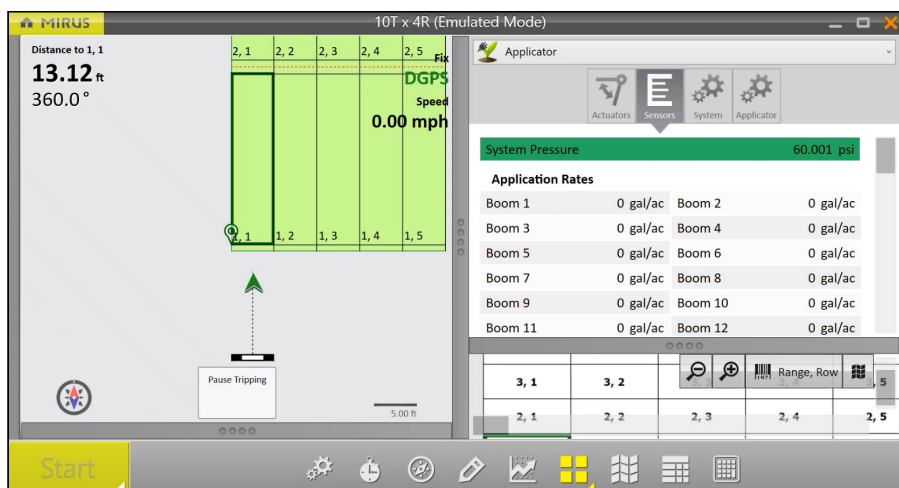 MIRUS
10T x 4R (Emulated Mode)
Distance to 1, 1
13.12 ft
360.0°
2, 1 2, 2 2, 3 2, 4 2, 5
Fix
DGPS
Speed
0.00 mph
1, 2 1, 3 1, 4 1, 5
Pause Tripping
5.00 ft
Applicator
Actuators Sensors System Applicator
System Pressure 60.001 psi
Application Rates
Boom 1 0 gal/ac Boom 2 0 gal/ac
Boom 3 0 gal/ac Boom 4 0 gal/ac
Boom 5 0 gal/ac Boom 6 0 gal/ac
Boom 7 0 gal/ac Boom 8 0 gal/ac
Boom 9 0 gal/ac Boom 10 0 gal/ac
Boom 11 0 gal/ac Boom 12 0 gal/ac
Range, Row
3, 1 3, 2
2, 1 2, 2 2, 3 2, 4 2, 5
Start